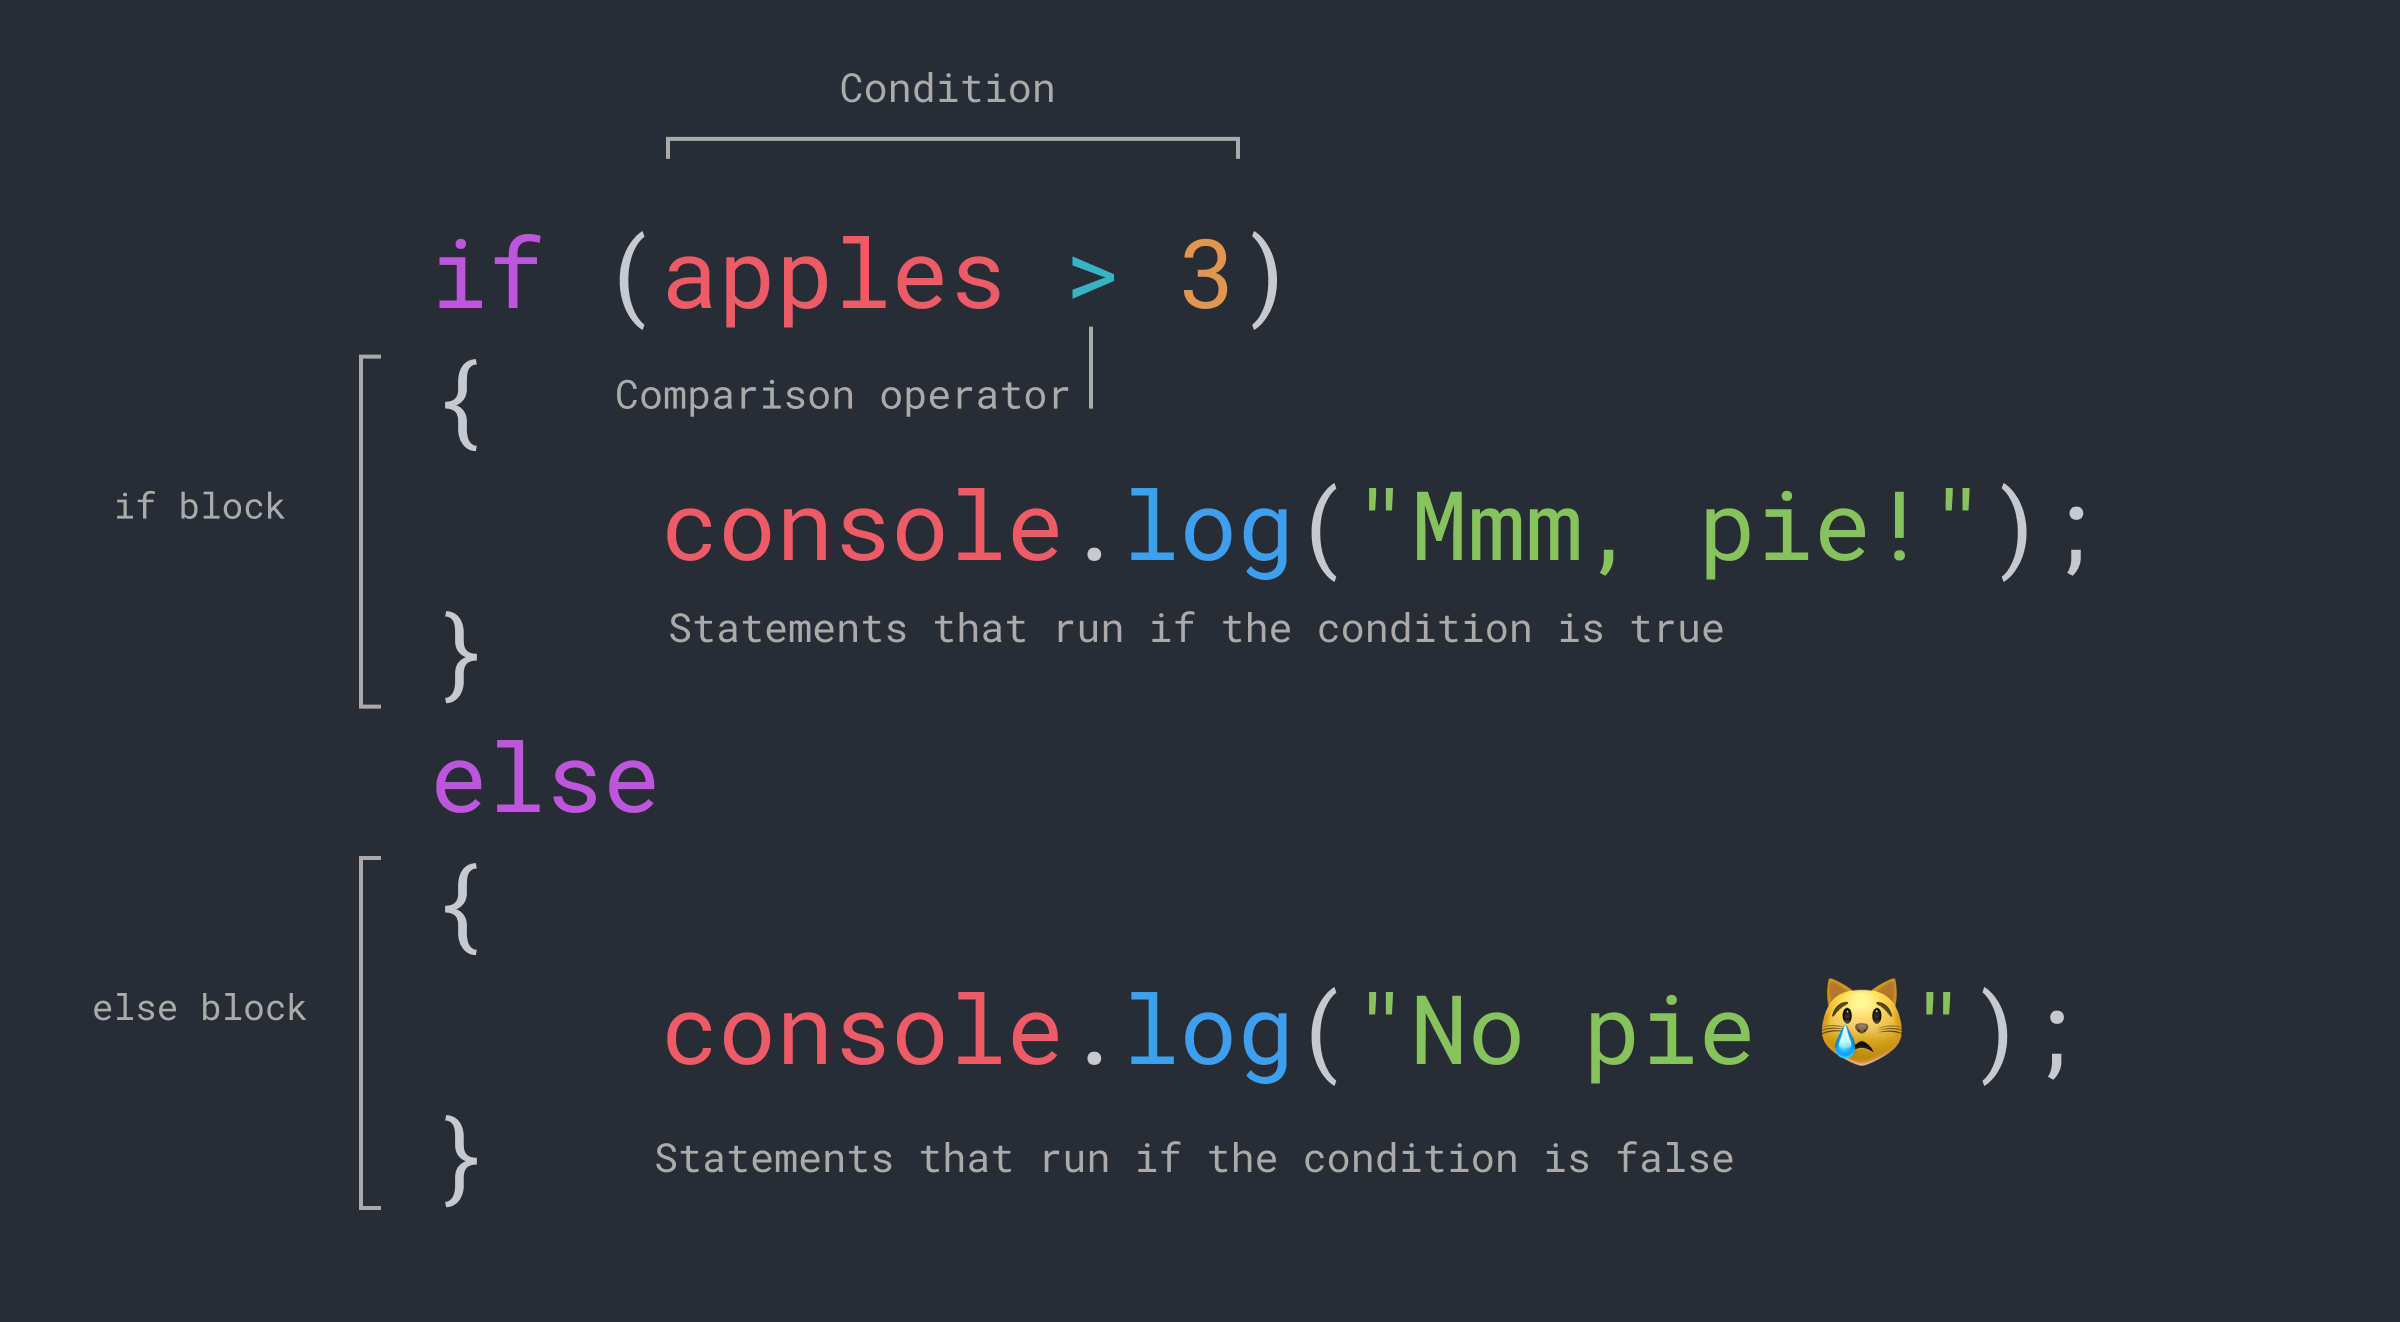 Condition
if (apples > 3)
{
Comparison operator
if block
console.log("Mmm, pie!");
}
Statements that run if the condition is true
else
{
else block
console.log("No pie 😿");
}
Statements that run if the condition is false